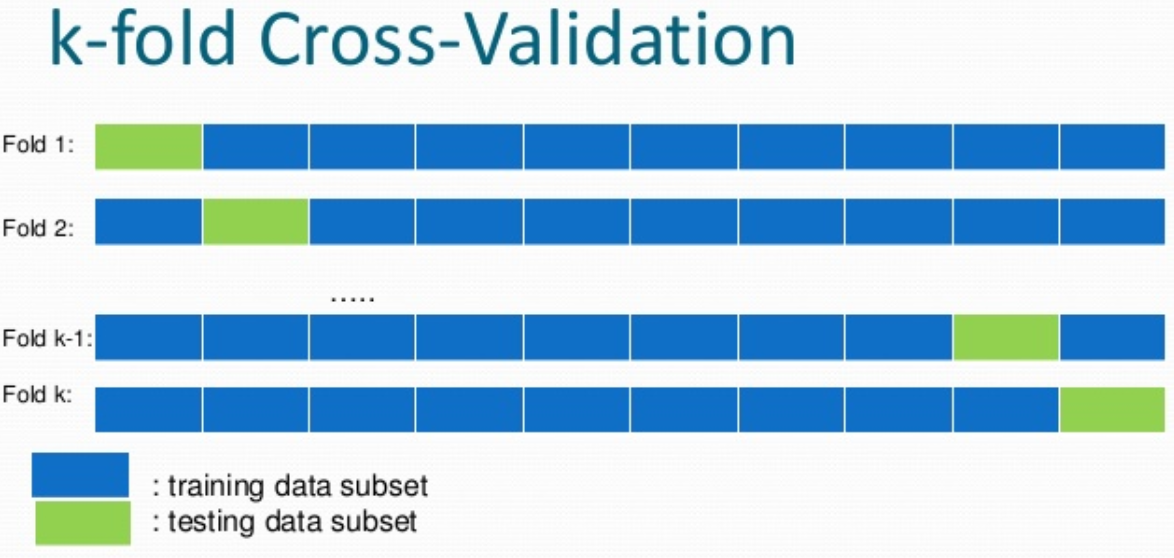 k-fold Cross-Validation
Fold 1:
Fold 2:
.....
Fold k-1:
Fold k:
: training data subset
: testing data subset